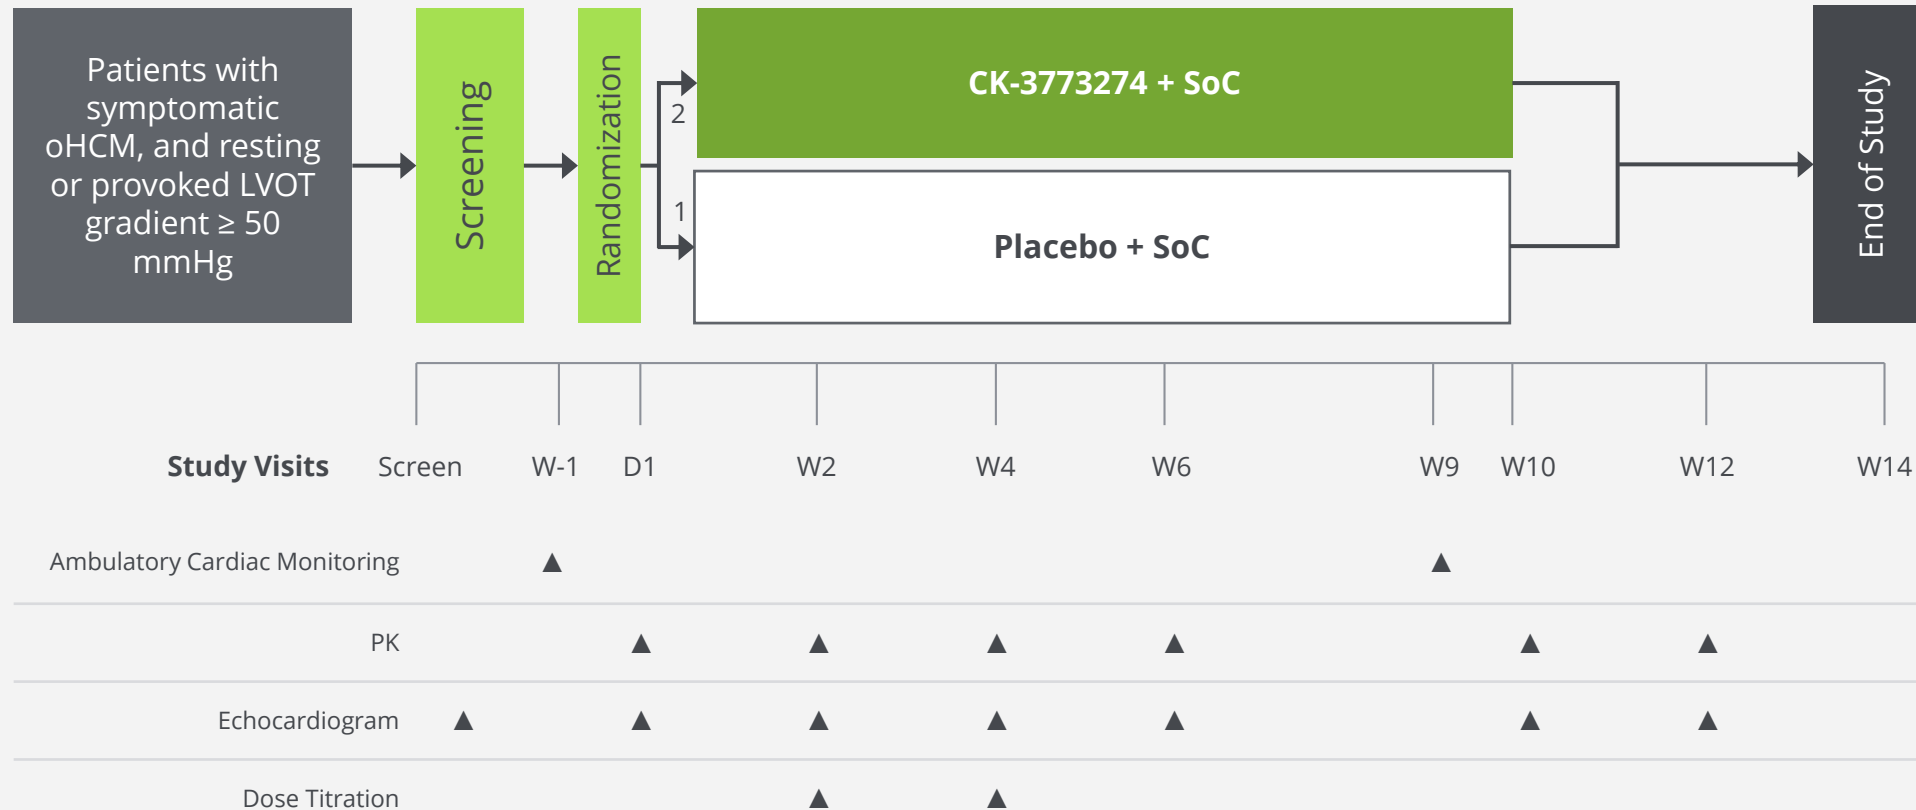 Patients with
symptomatic
oHCM, and resting
or provoked LVOT
gradient ≥ 50
mmHg
Screening
Randomization
2
1
CK-3773274 + SoC
Placebo + SoC
End of Study
Study Visits Screen W-1 D1 W2 W4 W6 W9 W10 W12 W14
Ambulatory Cardiac Monitoring
PK
Echocardiogram
Dose Titration